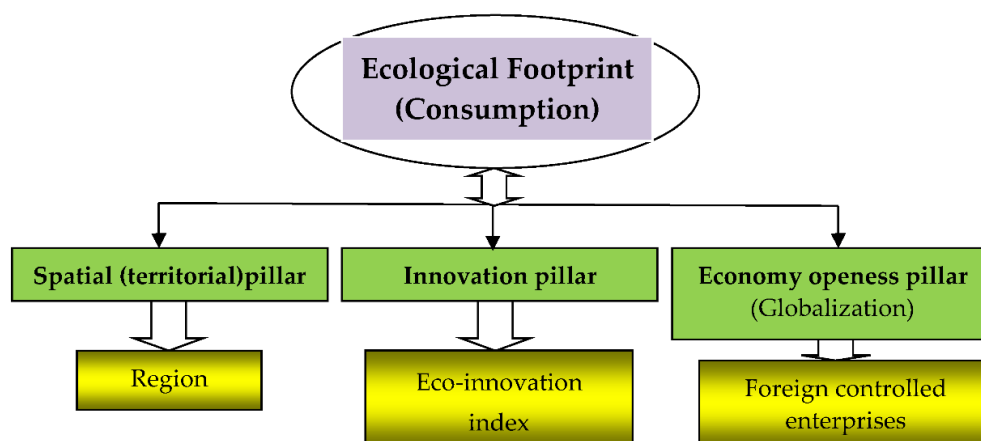 Ecological Footprint
(Consumption)
Spatial (territorial)pillar
Innovation pillar
Economy openess pillar
(Globalization)
Region
Eco-innovation
index
Foreign controlled
enterprises